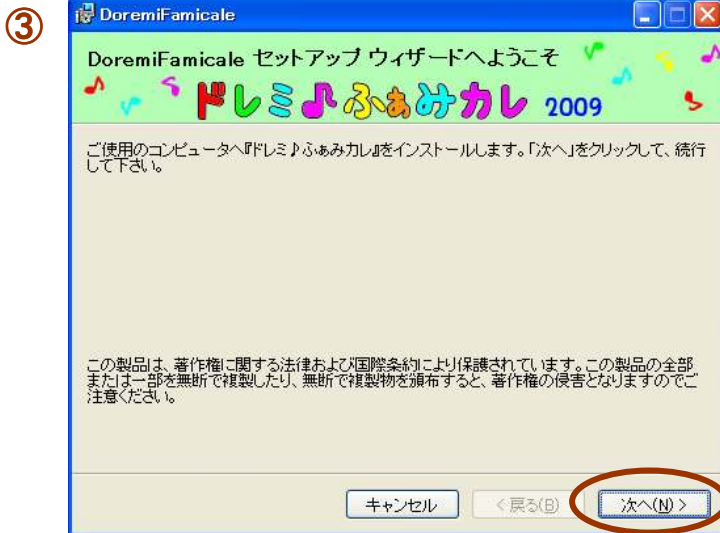 ③
DoremiFamicale
DoremiFamicale セットアップ ウィザードへようこそ
ドレミ♪ふぁみカレ 2009
ご使用のコンピュータへ『ドレミ♪ふぁみカレ』をインストールします。「次へ」をクリックして、続行
して下さい。
この製品は、著作権に関する法律および国際条約により保護されています。この製品の全部
または一部を無断で複製したり、無断で複製物を頒布すると、著作権の侵害となりますのでご
注意ください。
キャンセル
< 戻る(B)
次へ(N) >